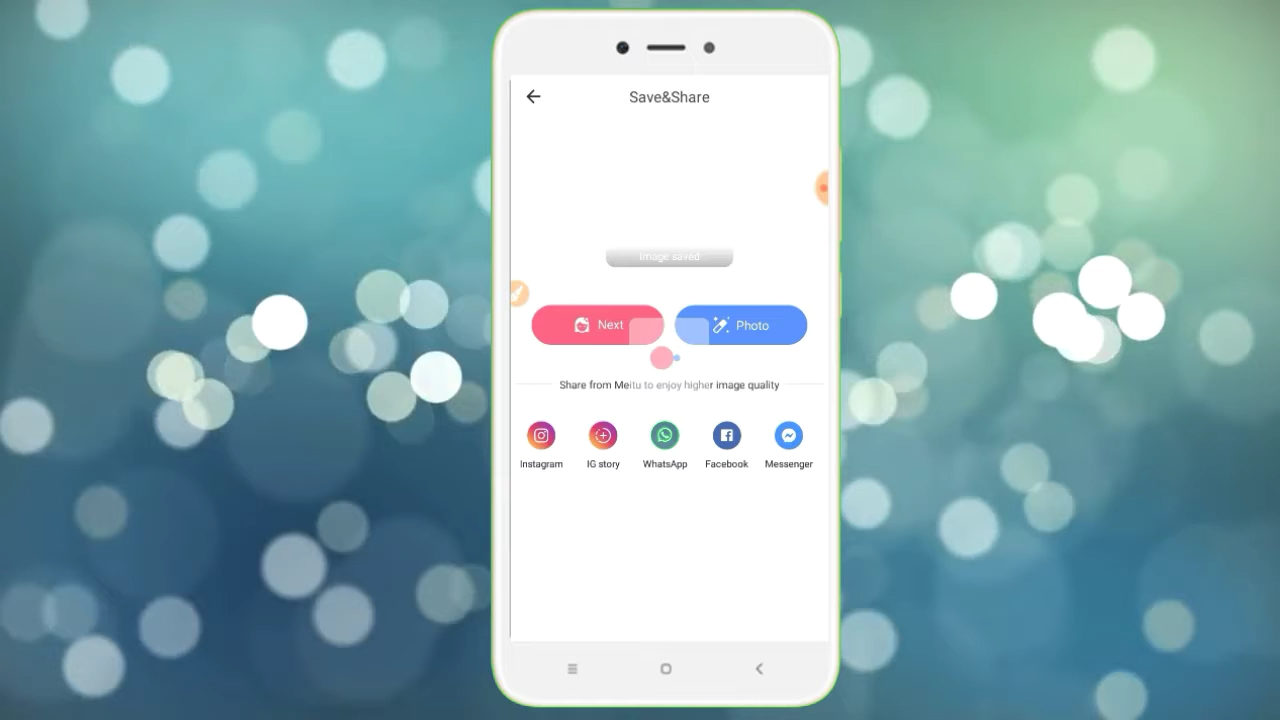 Save&Share
Image saved
Next
Photo
Share from Meitu to enjoy higher image quality
Instagram
IG story
WhatsApp
Facebook
Messenger